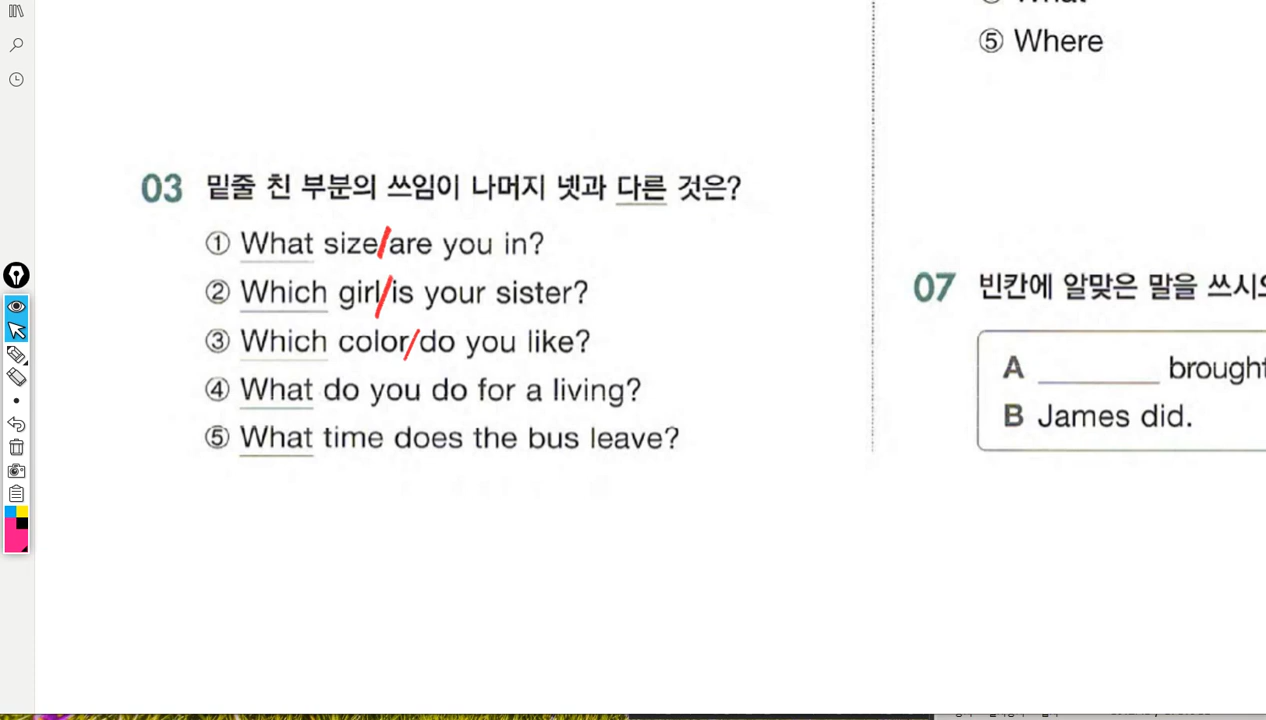 ⑤ Where
03 밑줄 친 부분의 쓰임이 나머지 넷과 다른 것은?
① What size/are you in?
② Which girl/is your sister?
③ Which color/do you like?
④ What do you do for a living?
⑤ What time does the bus leave?
07 빈칸에 알맞은 말을 쓰시오
A ________ brought
B James did.